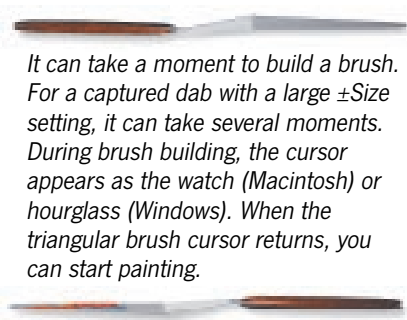 It can take a moment to build a brush.
For a captured dab with a large ±Size
setting, it can take several moments.
During brush building, the cursor
appears as the watch (Macintosh) or
hourglass (Windows). When the
triangular brush cursor returns, you
can start painting.